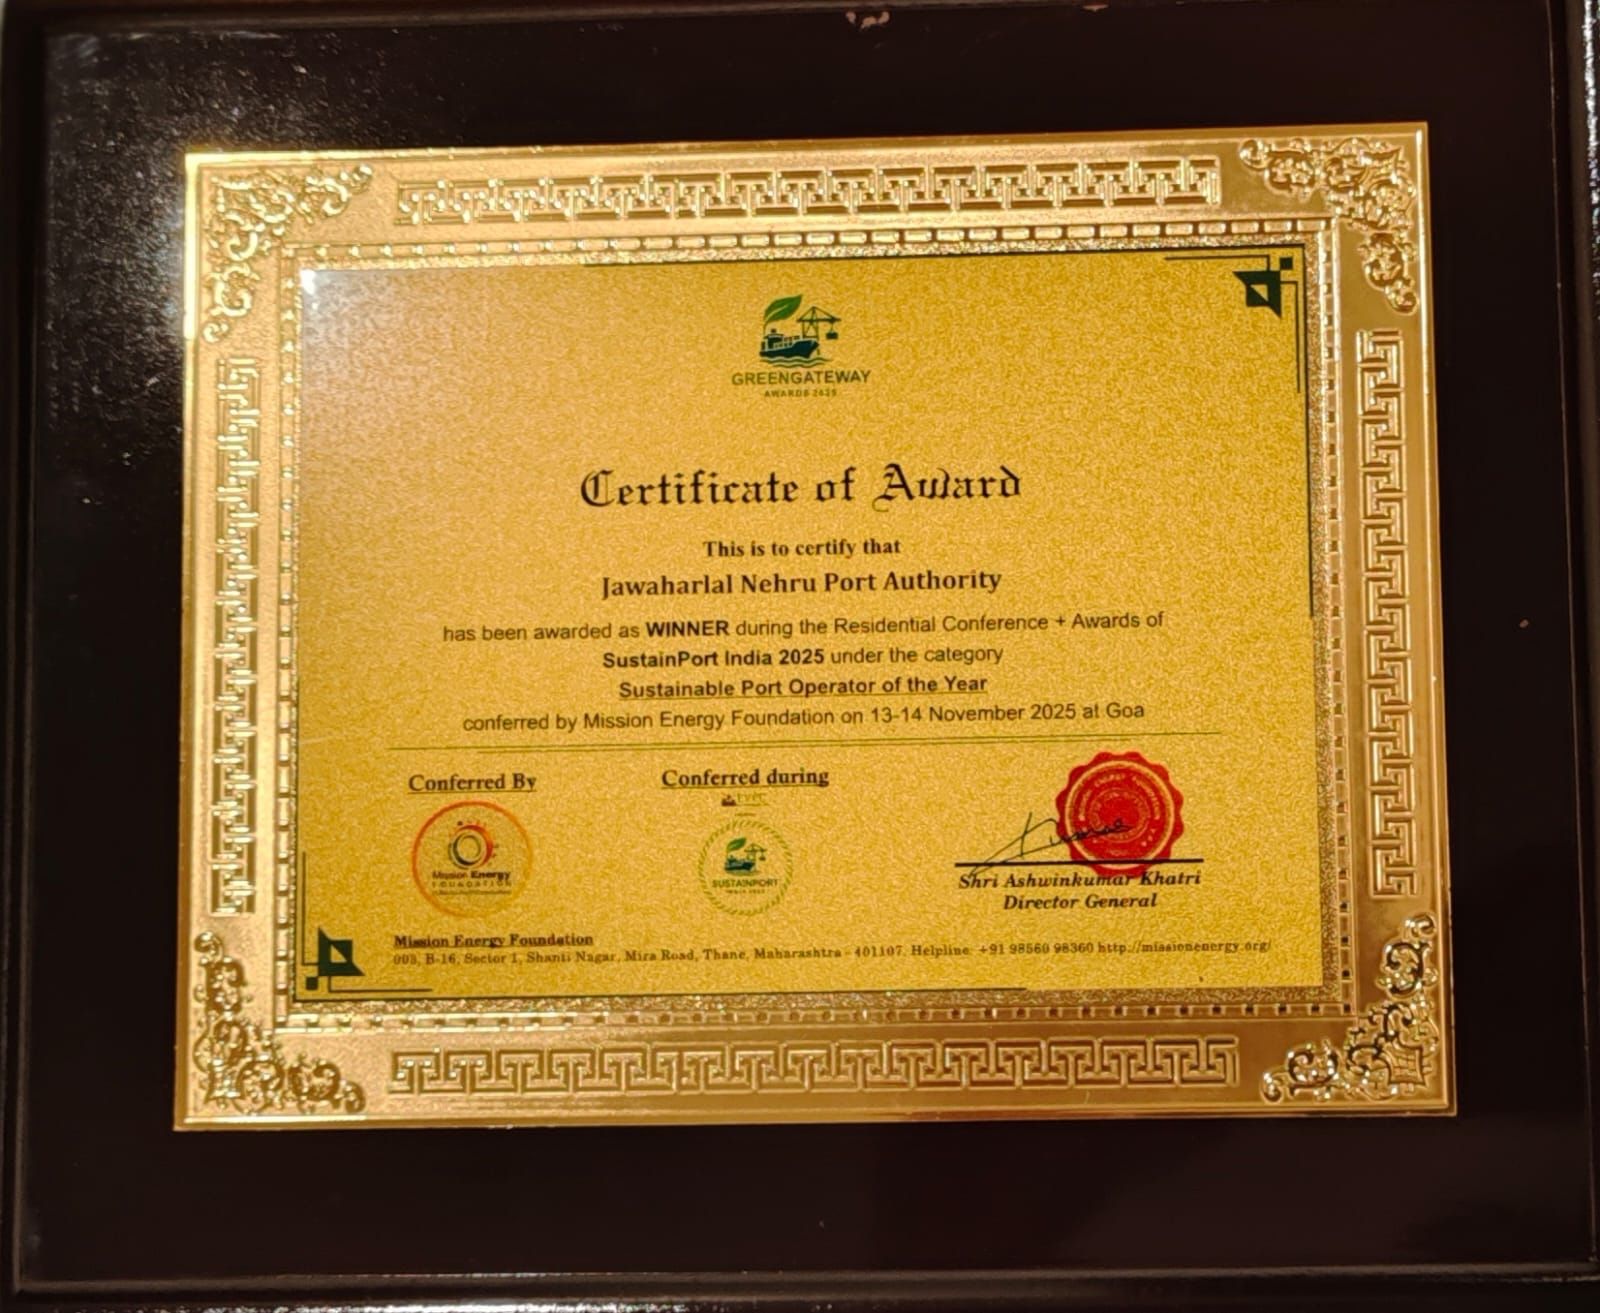 GREENGATEWAY
AWARDS 2025
Certificate of Award
This is to certify that
Jawaharlal Nehru Port Authority
has been awarded as WINNER during the Residential Conference + Awards of
SustainPort India 2025 under the category
Sustainable Port Operator of the Year
conferred by Mission Energy Foundation on 13-14 November 2025 at Goa
Conferred By
Conferred during
Mission Energy
FOUNDATION
SUSTAINPORT
Shri Ashwinkumar Khatri
Director General
Mission Energy Foundation
003, B-16, Sector 1, Shanti Nagar, Mira Road, Thane, Maharashtra - 401107. Helpline: +91 98560 98360 http://missionenergy.org/